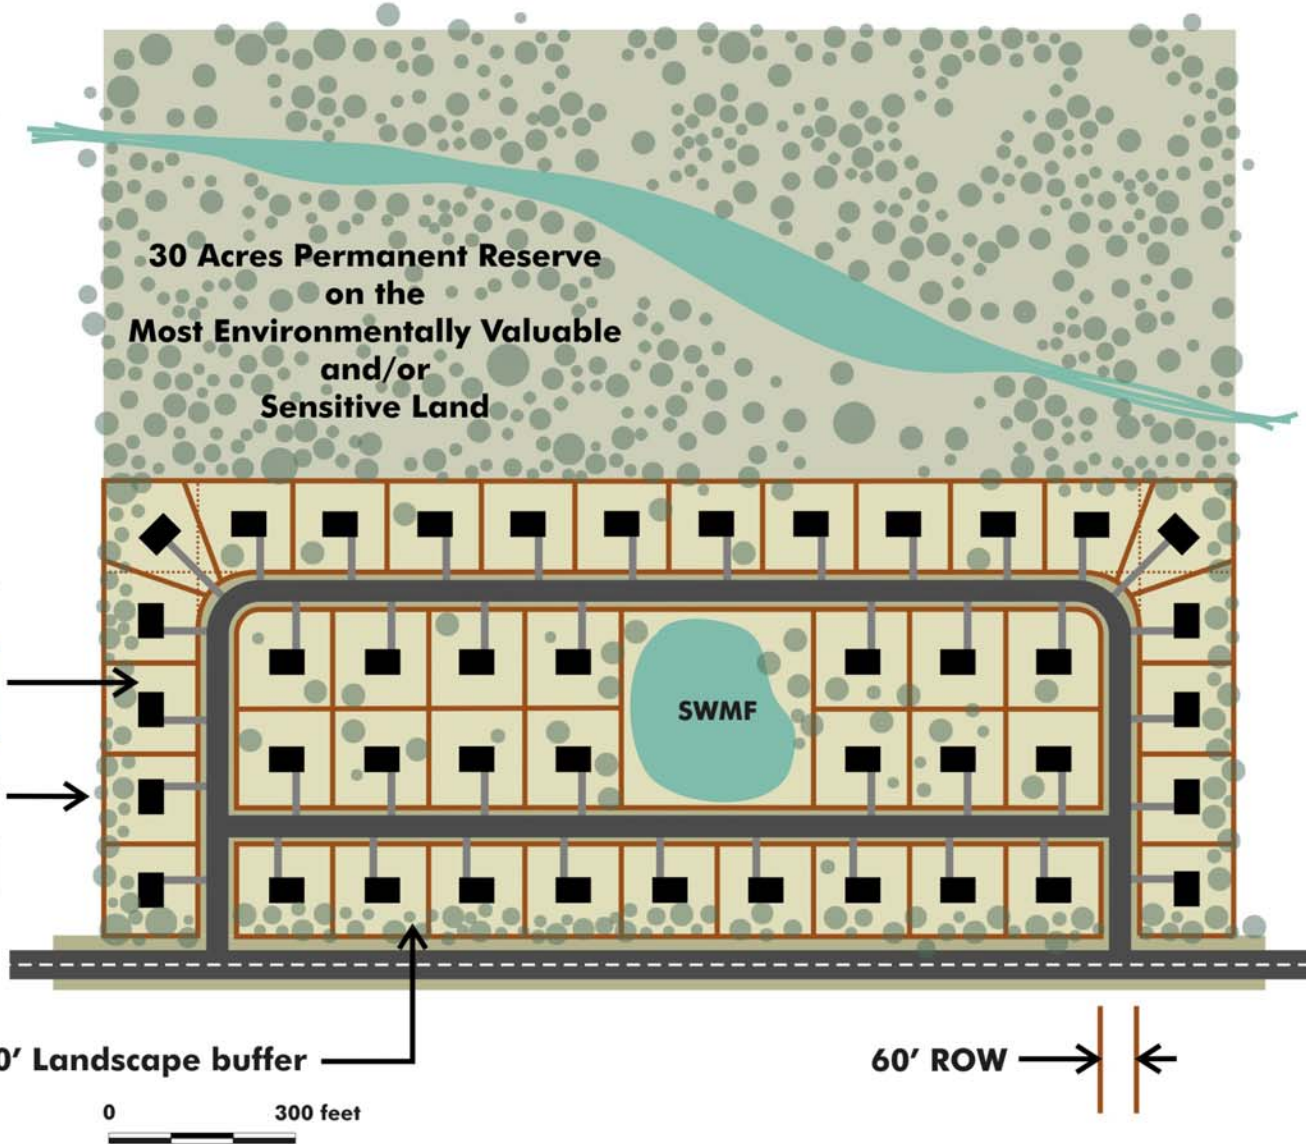 30 Acres Permanent Reserve
on the
Most Environmentally Valuable
and/or
Sensitive Land
SWMF
0’ Landscape buffer
60’ ROW
0
300 feet